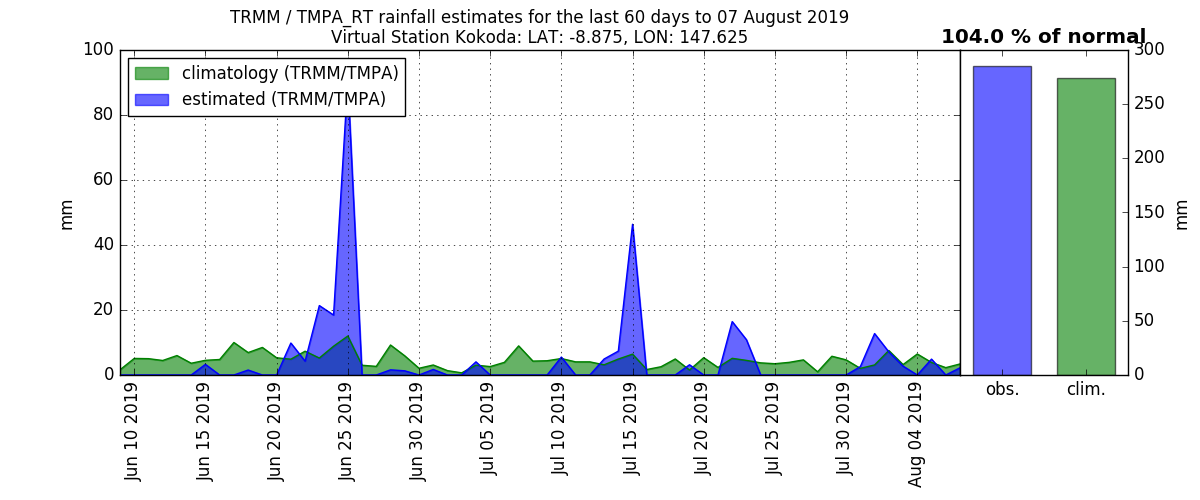 TRMM / TMPA_RT rainfall estimates for the last 60 days to 07 August 2019
Virtual Station Kokoda: LAT: -8.875, LON: 147.625
104.0 % of normal
climatology (TRMM/TMPA)
estimated (TRMM/TMPA)
100
80
60
40
20
0
mm
300
250
200
150
100
50
0
mm
Jun 10 2019
Jun 15 2019
Jun 20 2019
Jun 25 2019
Jun 30 2019
Jul 05 2019
Jul 10 2019
Jul 15 2019
Jul 20 2019
Jul 25 2019
Jul 30 2019
Aug 04 2019
obs.
clim.